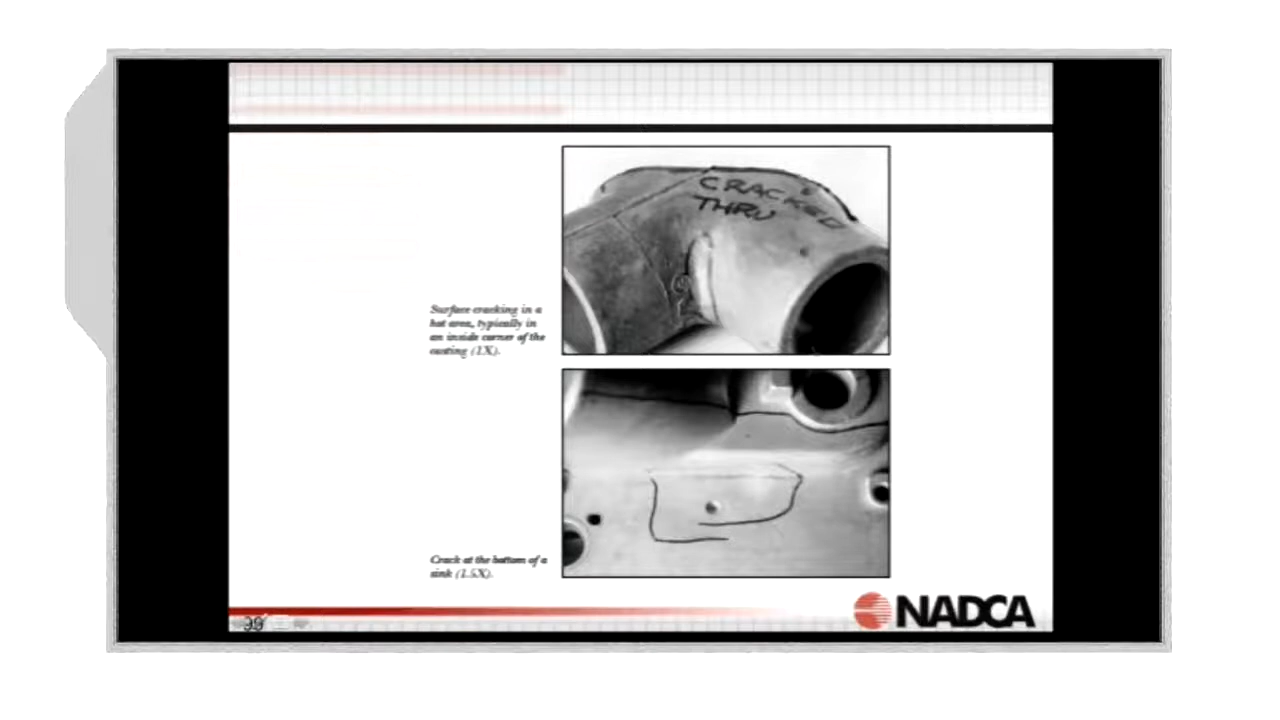 CRACKED
THRU
Surface cracking in a
hot area, typically in
an inside corner of the
casting (1X).
Crack at the bottom of a
sink (1.5X).
NADCA
39